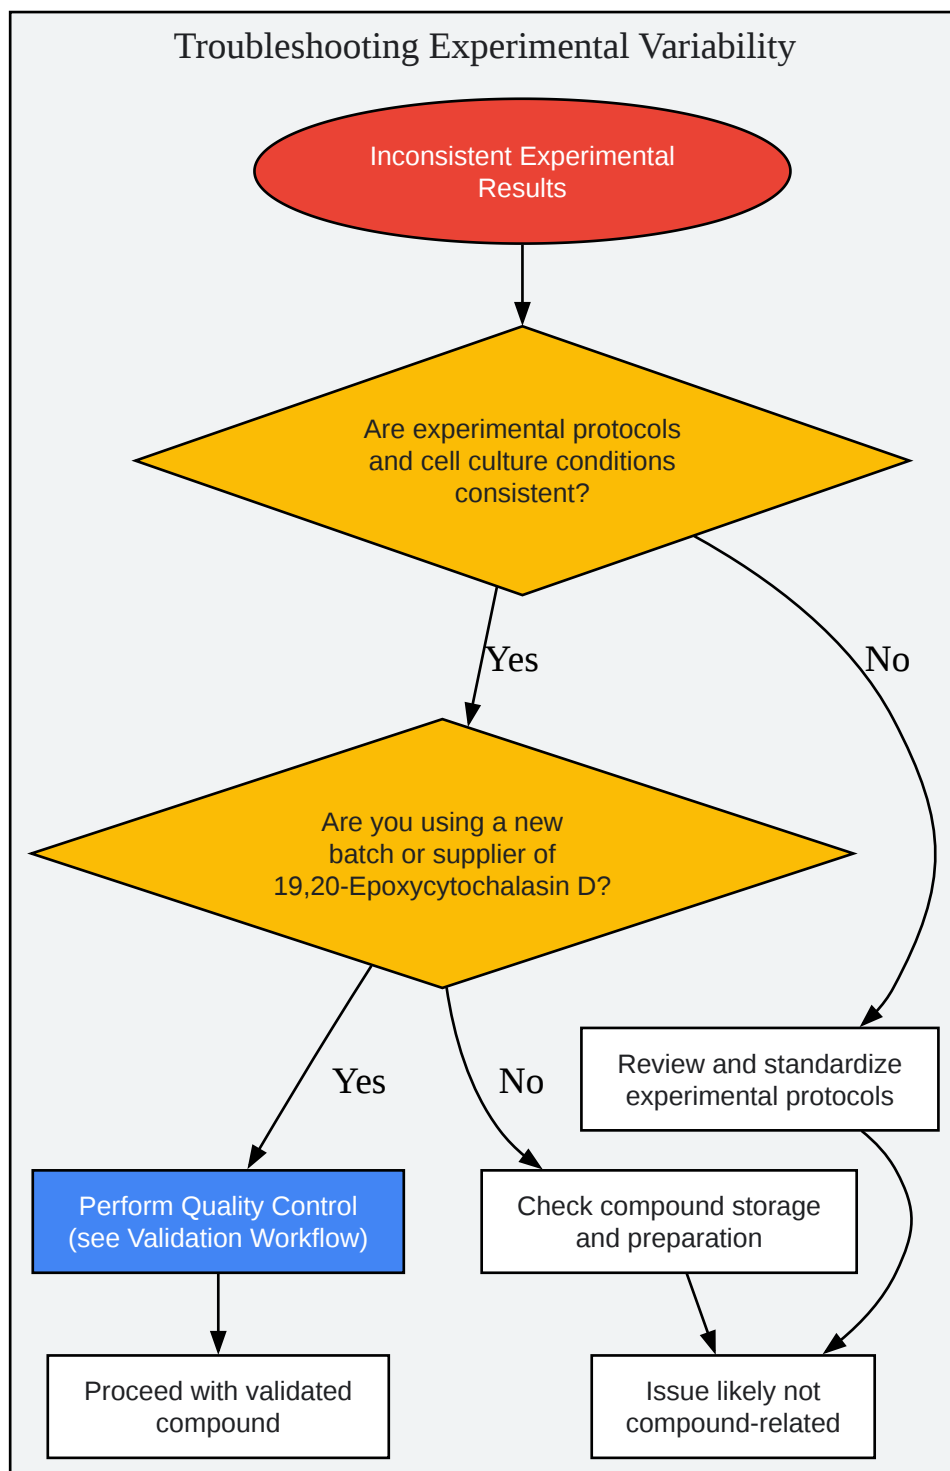 Troubleshooting Experimental Variability
Inconsistent Experimental
Results
Are experimental protocols
and cell culture conditions
consistent?
Yes
No
Are you using a new
batch or supplier of
19,20-Epoxycytochalasin D?
Yes
No
Review and standardize
experimental protocols
Perform Quality Control
(see Validation Workflow)
Check compound storage
and preparation
Proceed with validated
compound
Issue likely not
compound-related